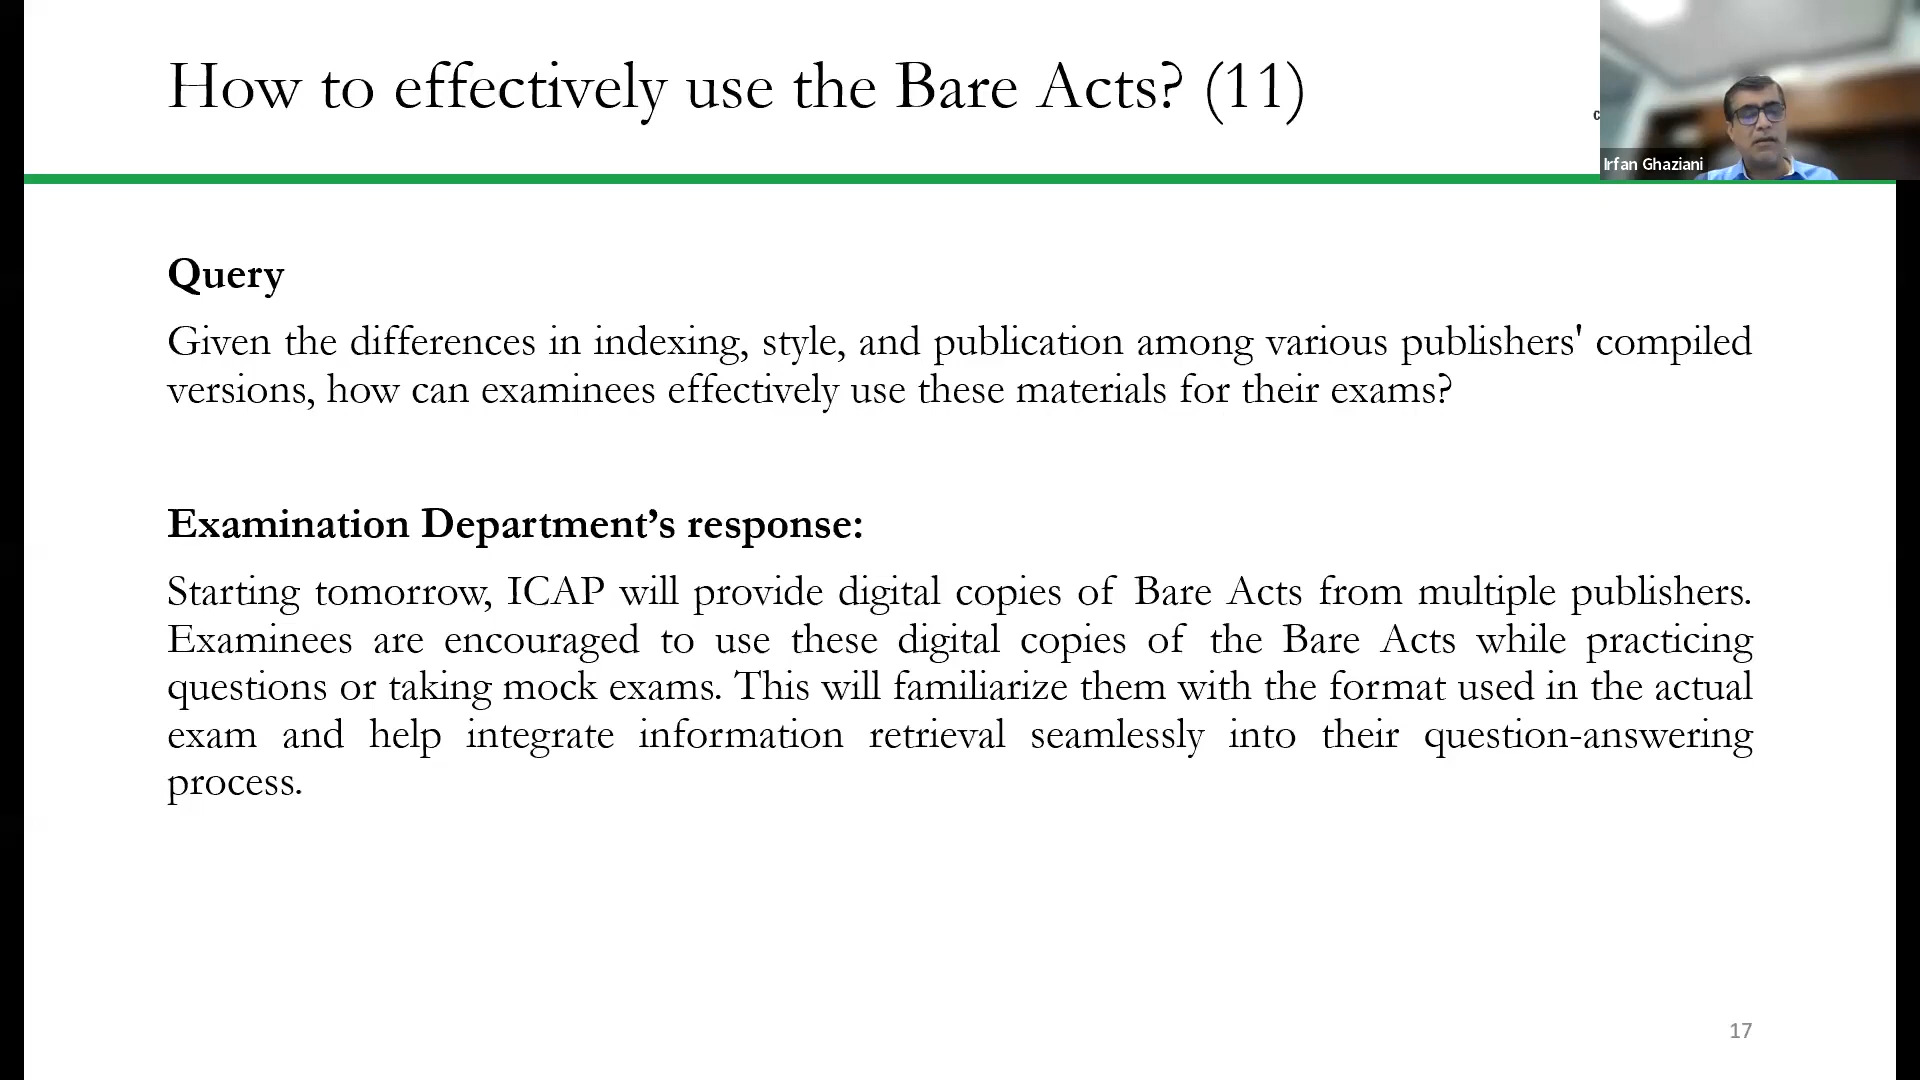 How to effectively use the Bare Acts? (11)
Irfan Ghaziani
Query
Given the differences in indexing, style, and publication among various publishers' compiled
versions, how can examinees effectively use these materials for their exams?
Examination Department’s response:
Starting tomorrow, ICAP will provide digital copies of Bare Acts from multiple publishers.
Examinees are encouraged to use these digital copies of the Bare Acts while practicing
questions or taking mock exams. This will familiarize them with the format used in the actual
exam and help integrate information retrieval seamlessly into their question-answering
process.
17